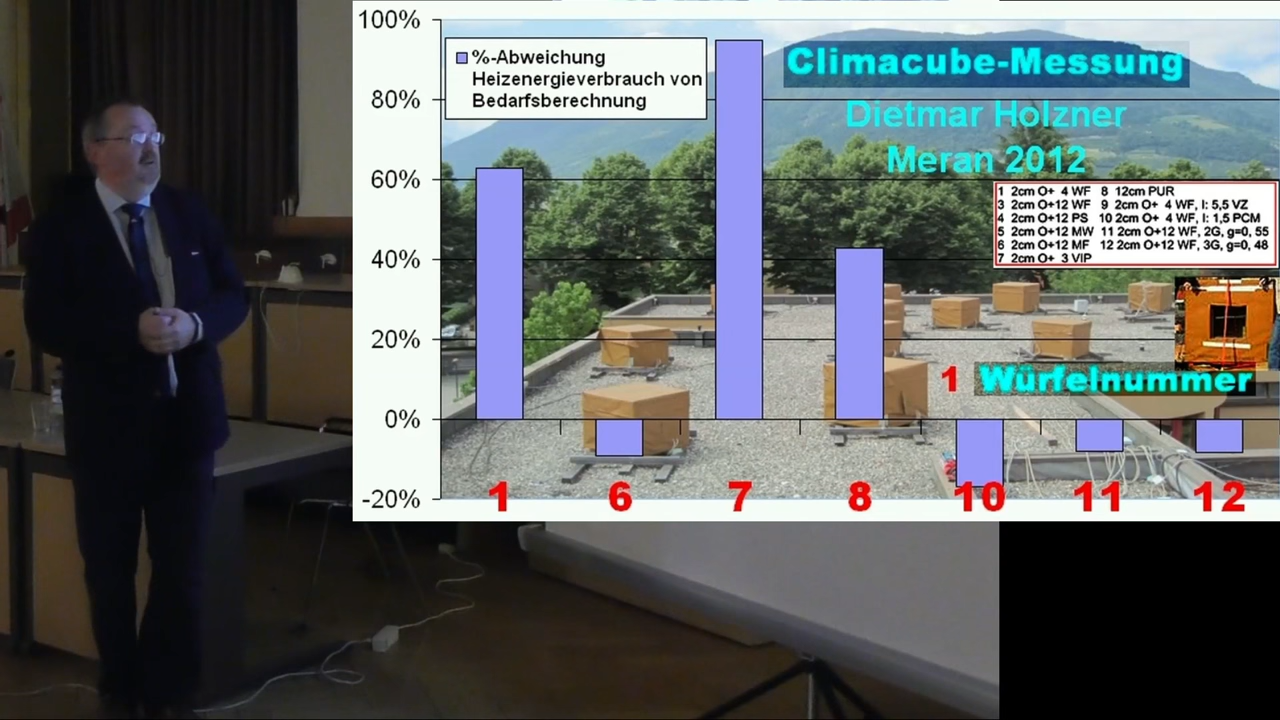 100%
80%
60%
40%
20%
0%
-20%
%-Abweichung
Heizenergieverbrauch von
Bedarfsberechnung
Climacube-Messung
Dietmar Holzner
Meran 2012
1 2cm O+ 4 WF 8 12cm PUR
3 2cm O+12 WF 9 2cm O+ 4 WF, I: 5,5 VZ
4 2cm O+12 PS 10 2cm O+ 4 WF, I: 1,5 PCM
5 2cm O+12 MW 11 2cm O+12 WF, 2G, g=0, 55
6 2cm O+12 MF 12 2cm O+12 WF, 3G, g=0, 48
7 2cm O+ 3 VIP
1 Würfelnummer
1 6 7 8 10 11 12